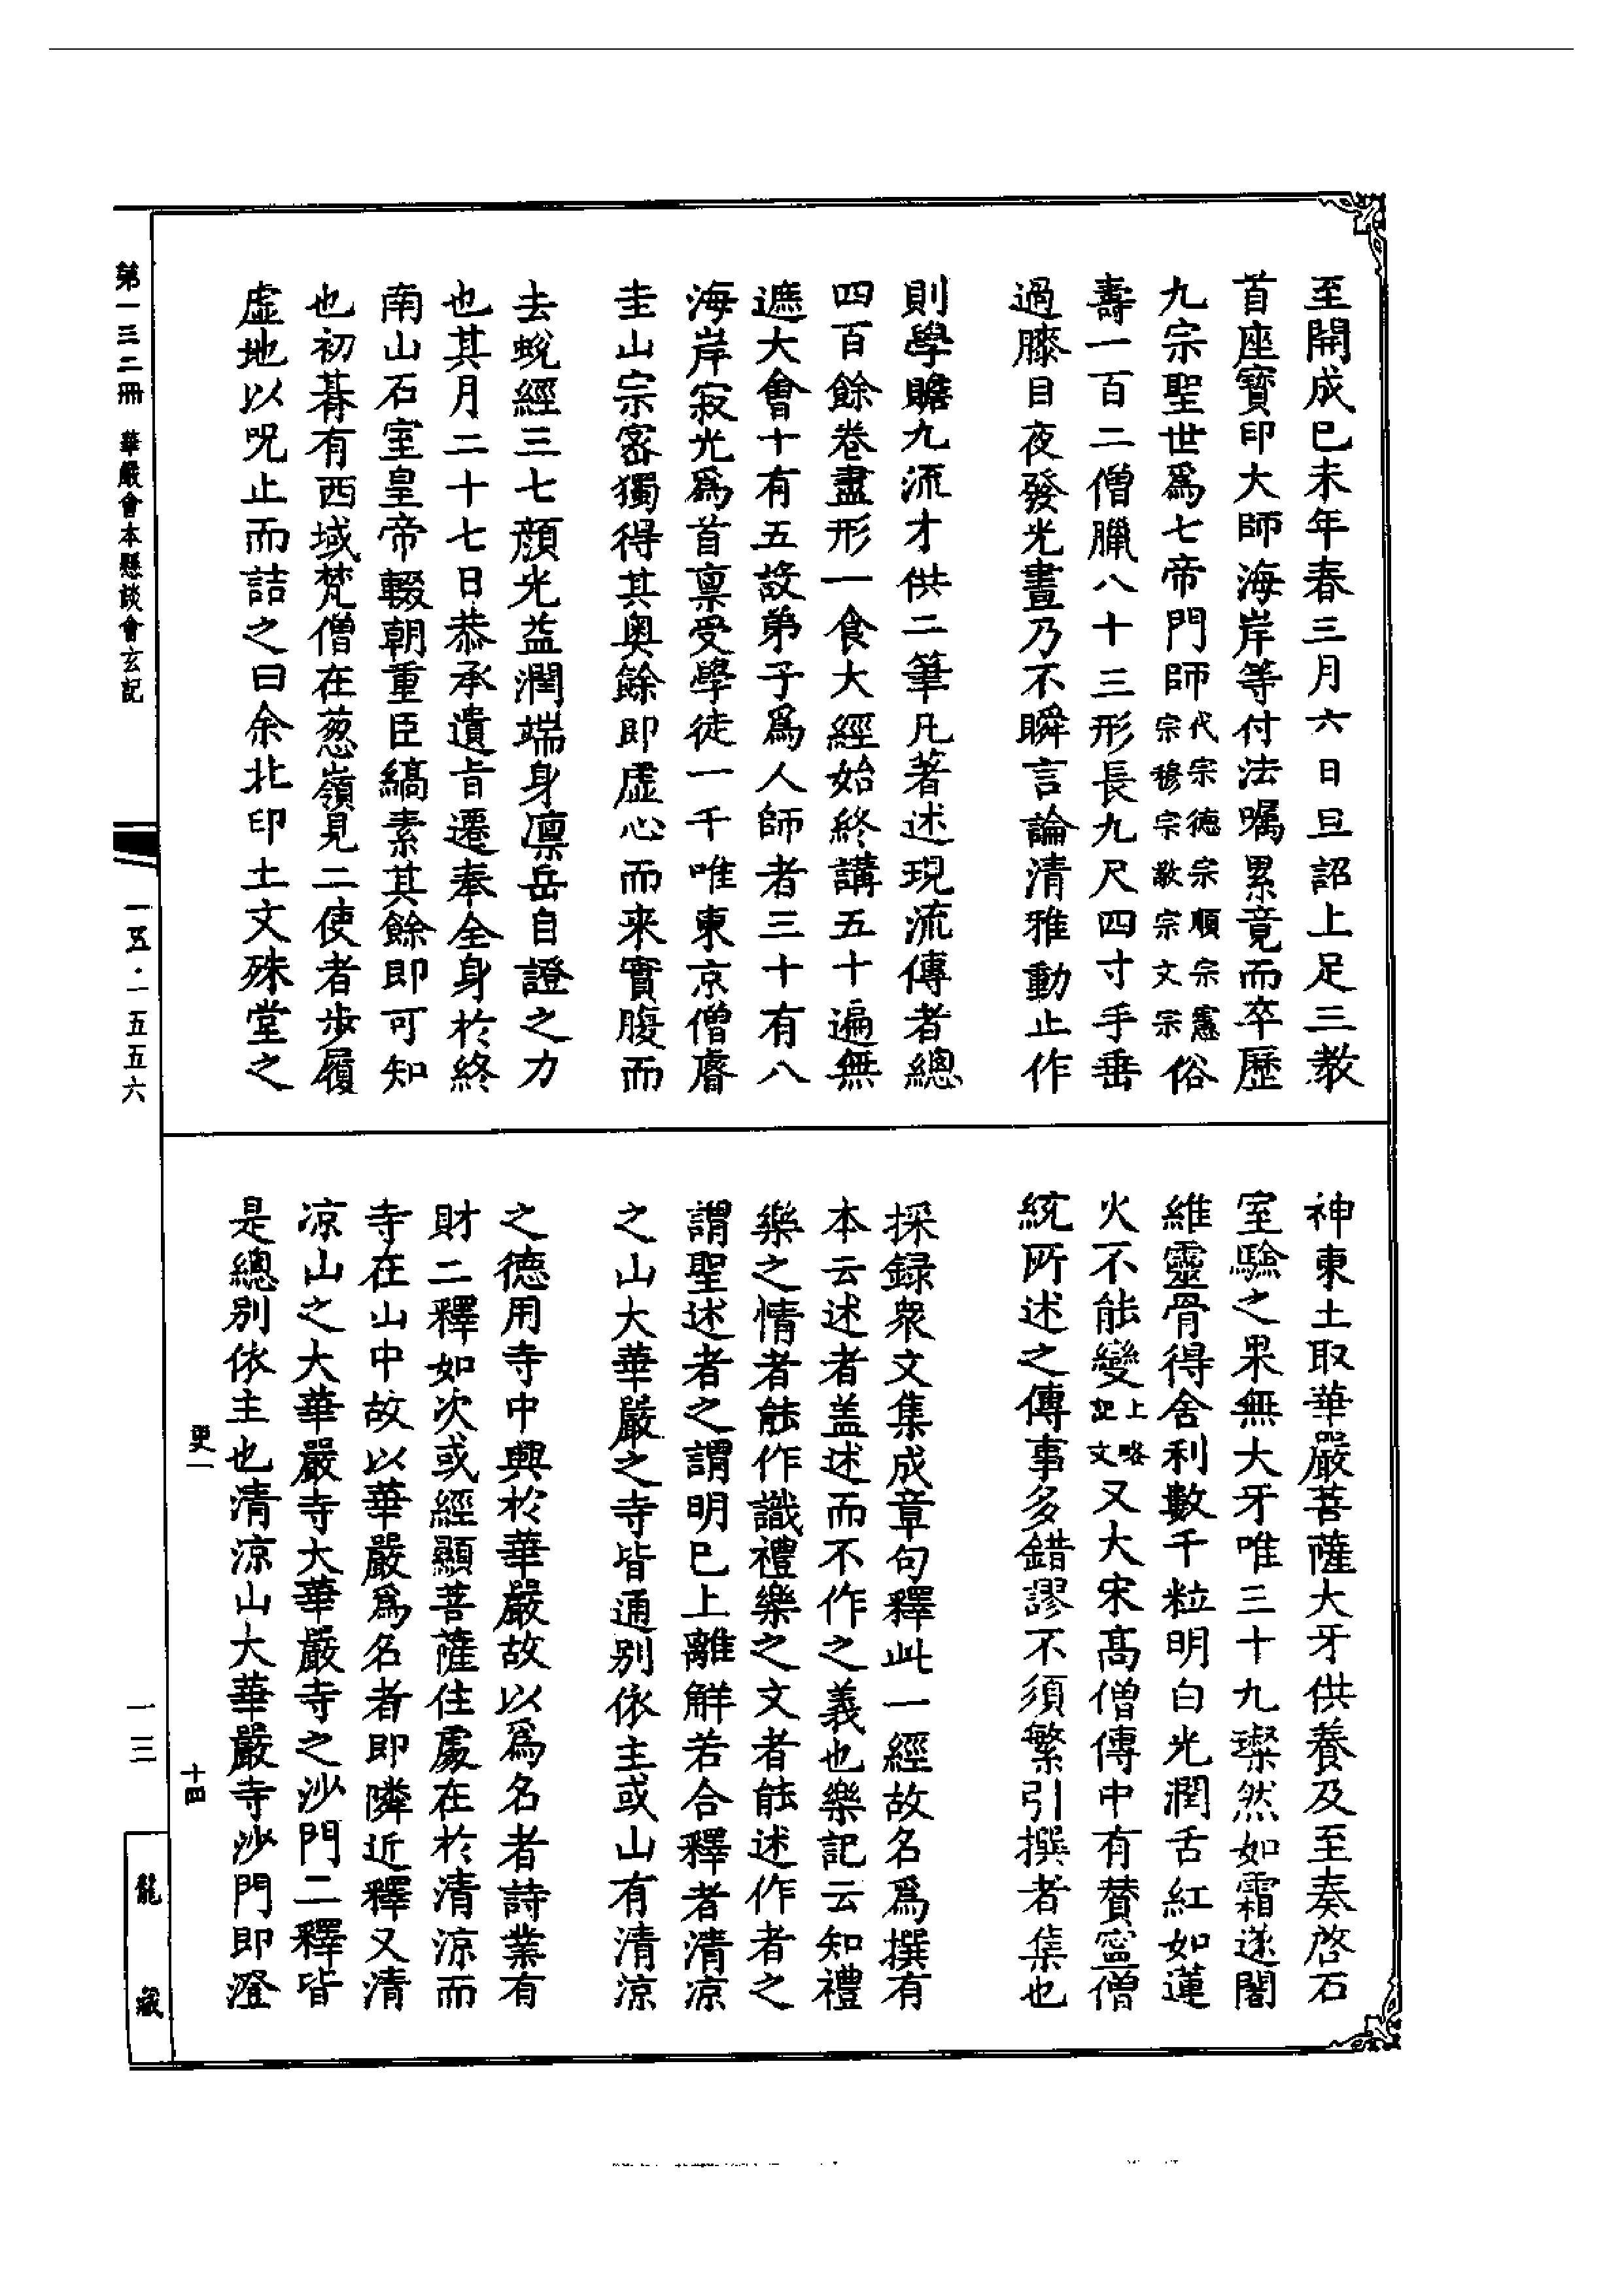 至開成已未年春三月六日旦詔上足三教
首座寶印大師海岸等付法囑累竟而卒歷
九宗聖世爲七帝門師代宗德宗順宗憲宗穆宗敬宗文宗俗
壽一百二僧臘八十三形長九尺四寸手垂
過膝目夜發光晝乃不瞬言論清雅動止作
則學贍九流才供二筆凡著述現流傳者總
四百餘卷盡形一食大經始終講五十遍無
遮大會十有五故弟子爲人師者三十有八
海岸寂光爲首稟受學徒一千唯東京僧睿
圭山宗密獨得其奥餘即虛心而来實腹而
去蛻經三七顔光益潤端身凛岳自證之力
也其月二十七日恭承遺旨遷奉全身於終
南山石室皇帝輟朝重臣縞素其餘即可知
也初朞有西域梵僧在葱嶺見二使者步履
虛地以呪止而詰之曰余北印土文殊堂之
神東土取華嚴菩薩大牙供養及至奏啓石
室驗之果無大牙唯三十九璨然如霜遂闍
維靈骨得舍利數千粒明白光潤舌紅如蓮
火不能變上略記文又大宋髙僧傳中有贊寧僧
統所述之傳事多錯謬不須繁引撰者集也
採録衆文集成章句釋此一經故名爲撰有
本云述者盖述而不作之義也樂記云知禮
樂之情者能作識禮樂之文者能述作者之
謂聖述者之謂明已上離解若合釋者清凉
之山大華嚴之寺皆通别依主或山有清涼
之德用寺中興於華嚴故以爲名者詩業有
財二釋如次或經顯菩薩住處在於清涼而
寺在山中故以華嚴爲名者即隣近釋又清
凉山之大華嚴寺大華嚴寺之沙門二釋皆
是總别依主也清涼山大華嚴寺沙門即澄
第一三二冊 華嚴會本懸談會玄記
一五·一五五六
更一
十四
一三
龍藏